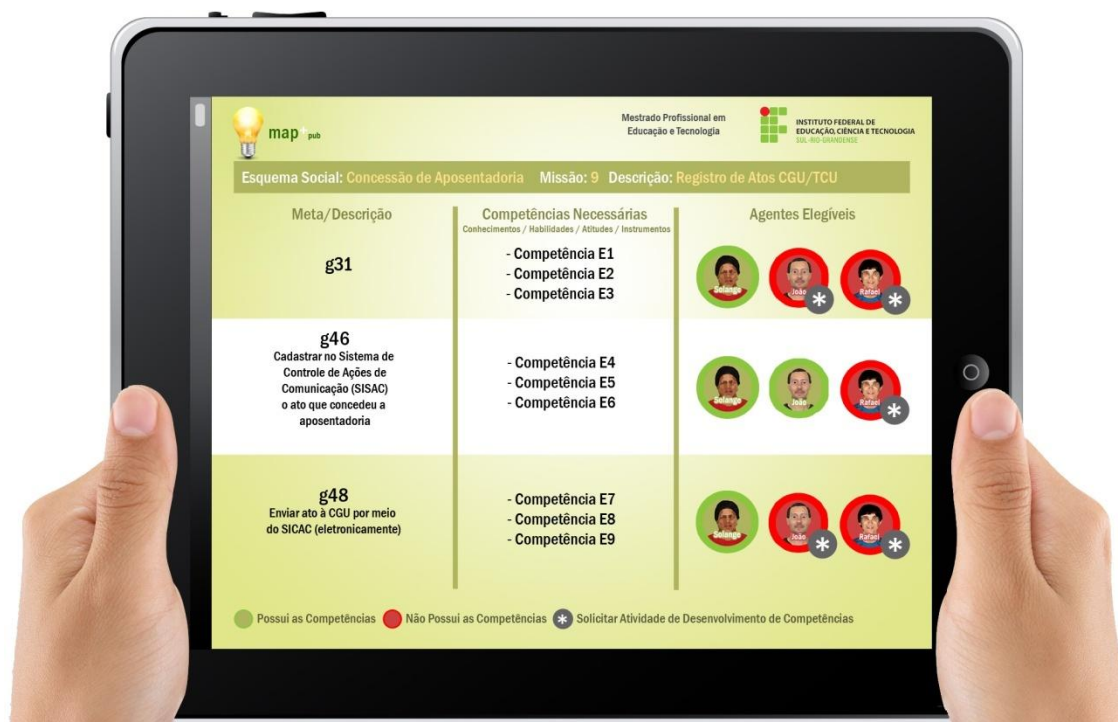 map+pub
Mestrado Profissional em
Educação e Tecnologia
INSTITUTO FEDERAL DE
EDUCAÇÃO, CIÊNCIA E TECNOLOGIA
SUL-RIO-GRANDENSE
Esquema Social: Concessão de Aposentadoria Missão: 9 Descrição: Registro de Atos CGU/TCU
Meta/Descrição
Competências Necessárias
Conhecimentos / Habilidades / Atitudes / Instrumentos
Agentes Elegíveis
g31
- Competência E1
- Competência E2
- Competência E3
Solange
João
*
Rafael
*
g46
Cadastrar no Sistema de
Controle de Ações de
Comunicação (SISAC)
o ato que concedeu a
aposentadoria
- Competência E4
- Competência E5
- Competência E6
Solange
João
Rafael
*
g48
Enviar ato à CGU por meio
do SICAC (eletronicamente)
- Competência E7
- Competência E8
- Competência E9
Solange
João
*
Rafael
*
Possui as Competências
Não Possui as Competências
* Solicitar Atividade de Desenvolvimento de Competências